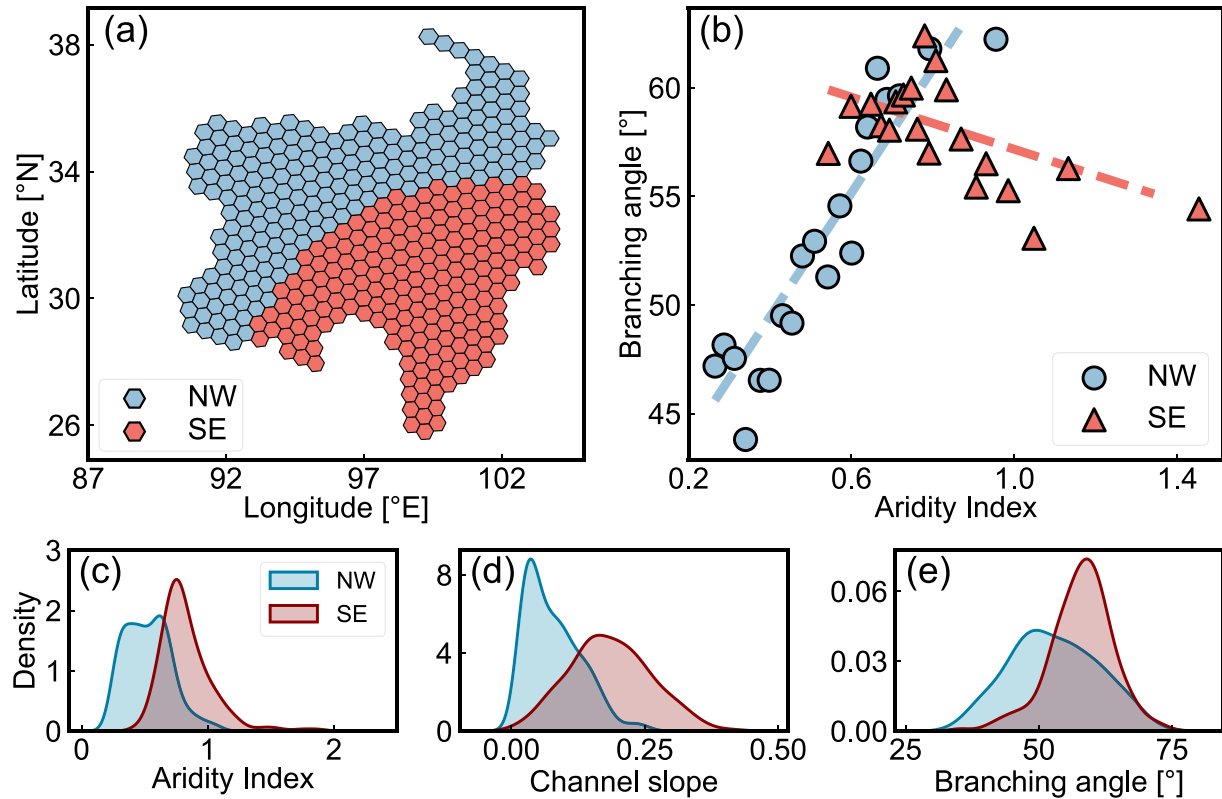 (a)
38
34
30
26
Latitude [°N]
NW
SE
87 92 97 102
Longitude [°E]
(b)
60
55
50
45
Branching angle [°]
NW
SE
0.2 0.6 1.0 1.4
Aridity Index
(c)
3
2
1
0
Density
NW
SE
0 1 2
Aridity Index
(d)
8
4
0
0.00 0.25 0.50
Channel slope
(e)
0.06
0.03
0.00
25 50 75
Branching angle [°]